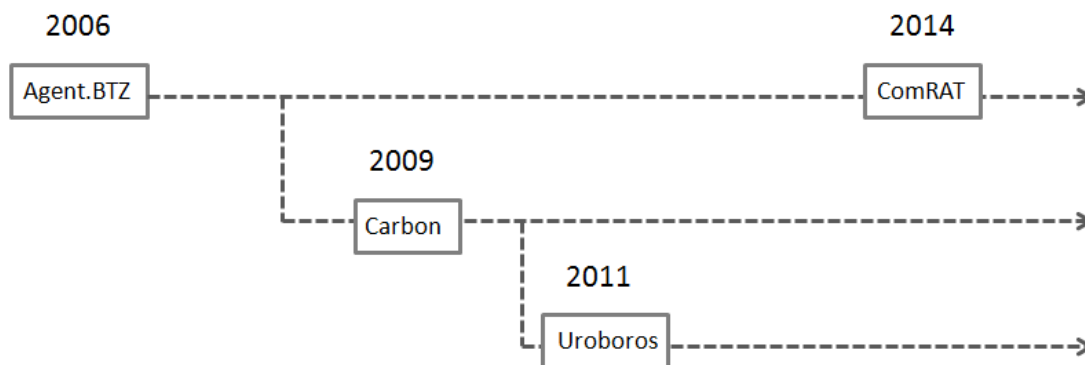 2006
2014
Agent.BTZ
ComRAT
2009
Carbon
2011
Uroboros